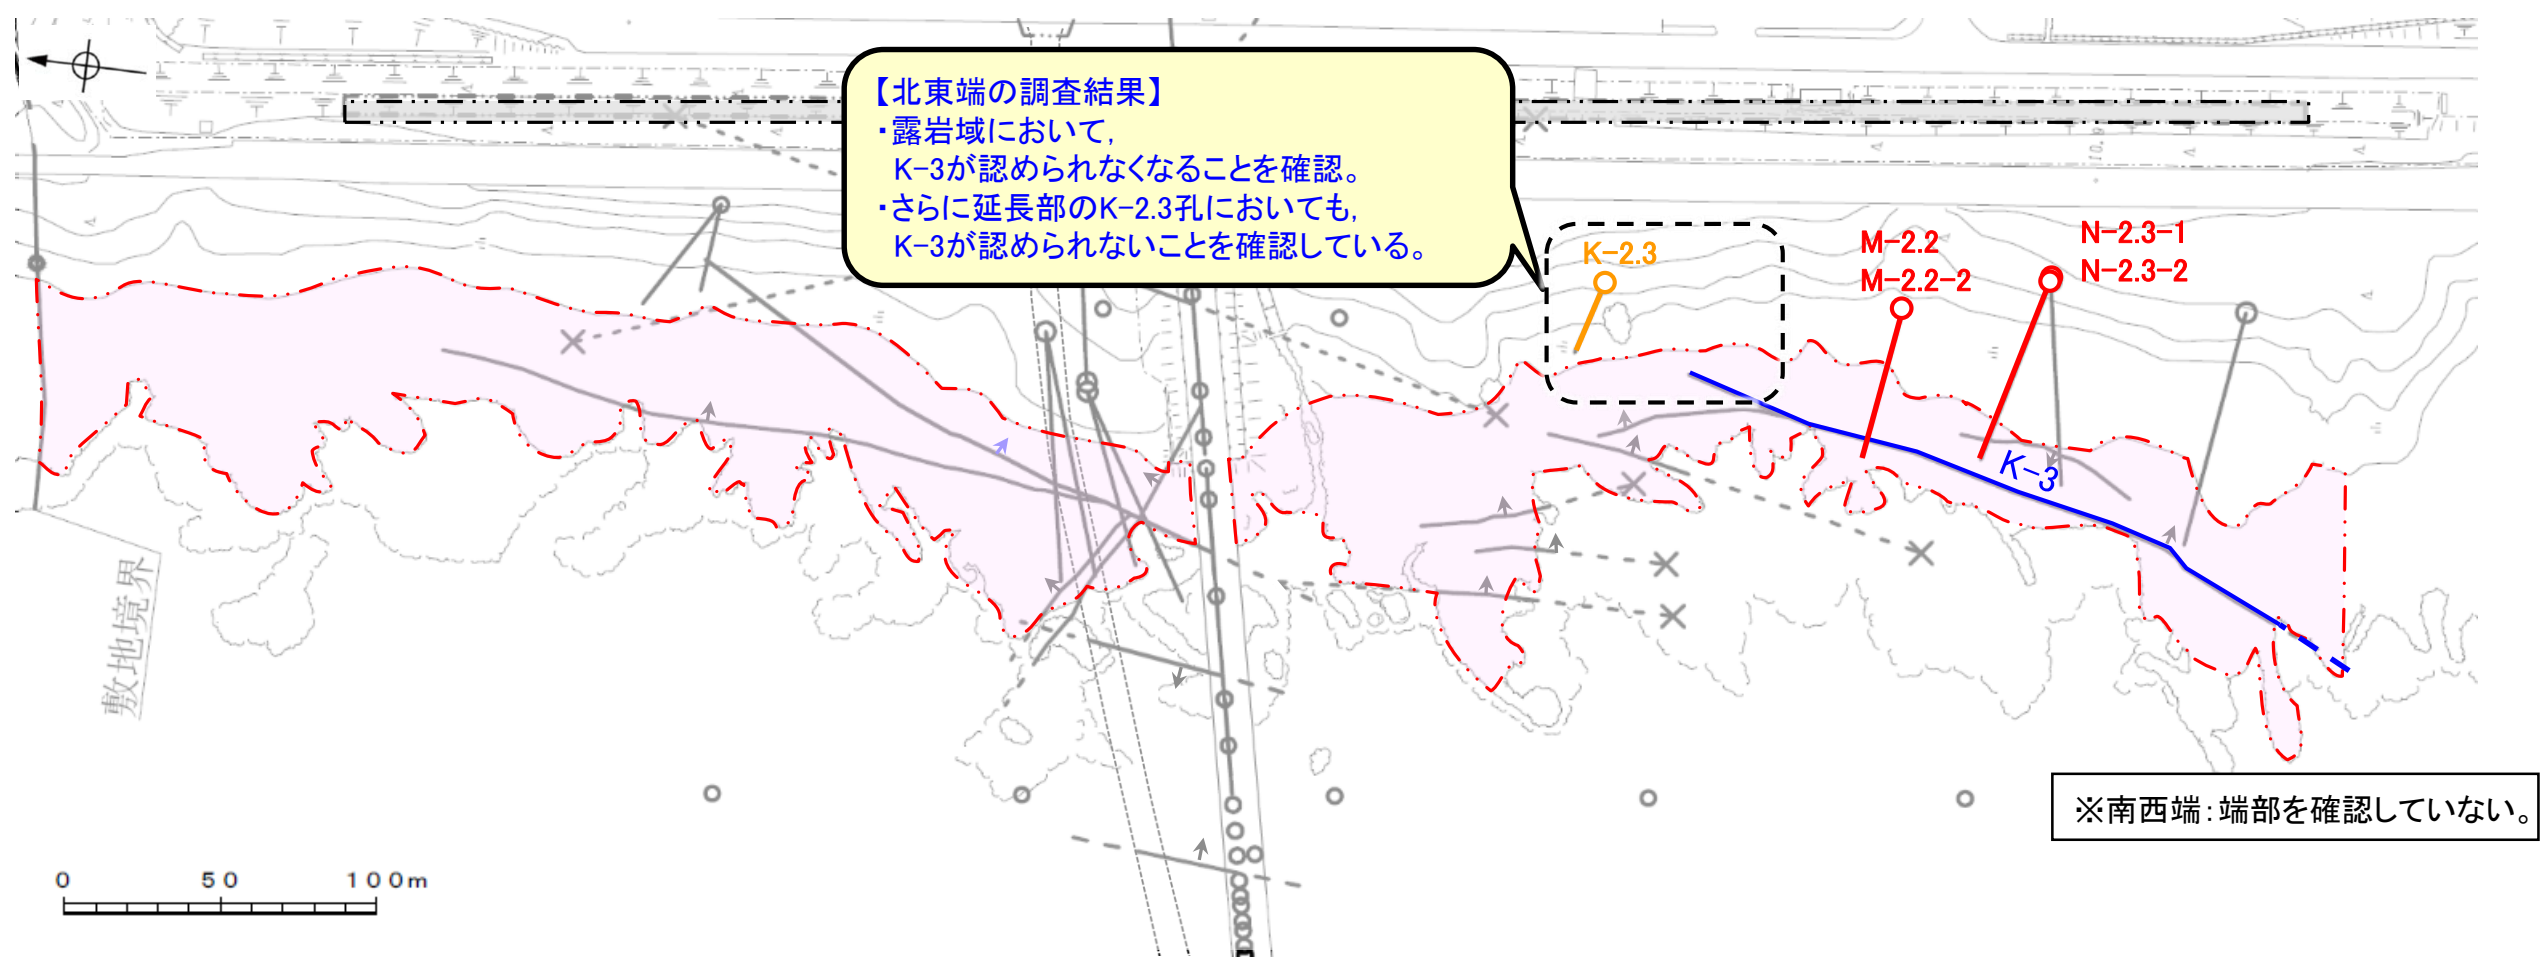 【北東端の調査結果】
・露岩域において,
K-3が認められなくなることを確認。
・さらに延長部のK-2.3孔においても,
K-3が認められないことを確認している。
K-2.3
M-2.2
M-2.2-2
N-2.3-1
N-2.3-2
10.9
K-3
敷地境界
※南西端:端部を確認していない。
0 50 100m